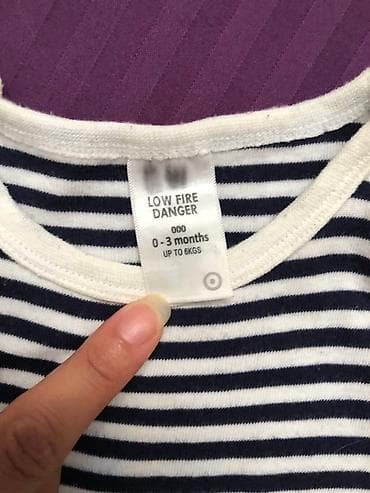 LOW FIRE
DANGER
000
0 - 3 months
UP TO 6KGS